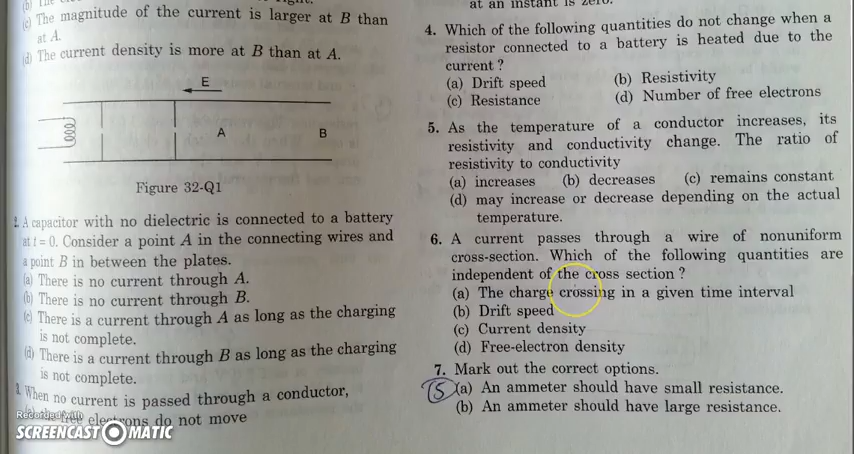 (c) The magnitude of the current is larger at B than
at A.
(d) The current density is more at B than at A.
E
A
B
Figure 32-Q1
2. A capacitor with no dielectric is connected to a battery
at t = 0. Consider a point A in the connecting wires and
a point B in between the plates.
(a) There is no current through A.
(b) There is no current through B.
(c) There is a current through A as long as the charging
is not complete.
(d) There is a current through B as long as the charging
is not complete.
3. When no current is passed through a conductor,
free electrons do not move
at an instant is zero.
4. Which of the following quantities do not change when a
resistor connected to a battery is heated due to the
current ?
(a) Drift speed (b) Resistivity
(c) Resistance (d) Number of free electrons
5. As the temperature of a conductor increases, its
resistivity and conductivity change. The ratio of
resistivity to conductivity
(a) increases (b) decreases (c) remains constant
(d) may increase or decrease depending on the actual
temperature.
6. A current passes through a wire of nonuniform
cross-section. Which of the following quantities are
independent of the cross section ?
(a) The charge crossing in a given time interval
(b) Drift speed
(c) Current density
(d) Free-electron density
7. Mark out the correct options.
5 (a) An ammeter should have small resistance.
(b) An ammeter should have large resistance.
Recorded with
SCREENCAST MATIC